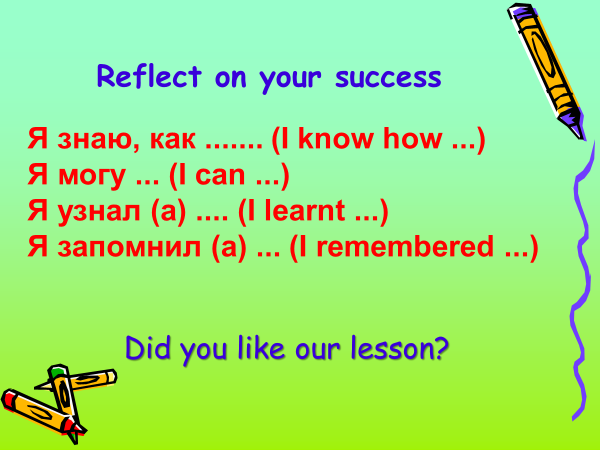 Reflect on your success
Я знаю, как ....... (I know how ...)
Я могу ... (I can ...)
Я узнал (а) .... (I learnt ...)
Я запомнил (а) ... (I remembered ...)
Did you like our lesson?